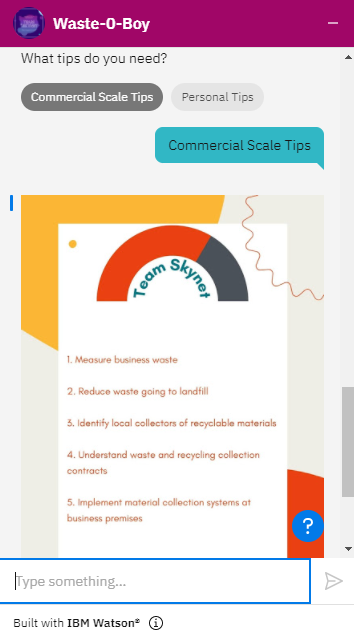 Waste-O-Boy
What tips do you need?
Commercial Scale Tips
Personal Tips
Commercial Scale Tips
Team Skynet
1. Measure business waste
2. Reduce waste going to landfill
3. Identify local collectors of recyclable materials
4. Understand waste and recycling collection
contracts
5. Implement material collection systems at
business premises
?
Type something...
Built with IBM Watson®